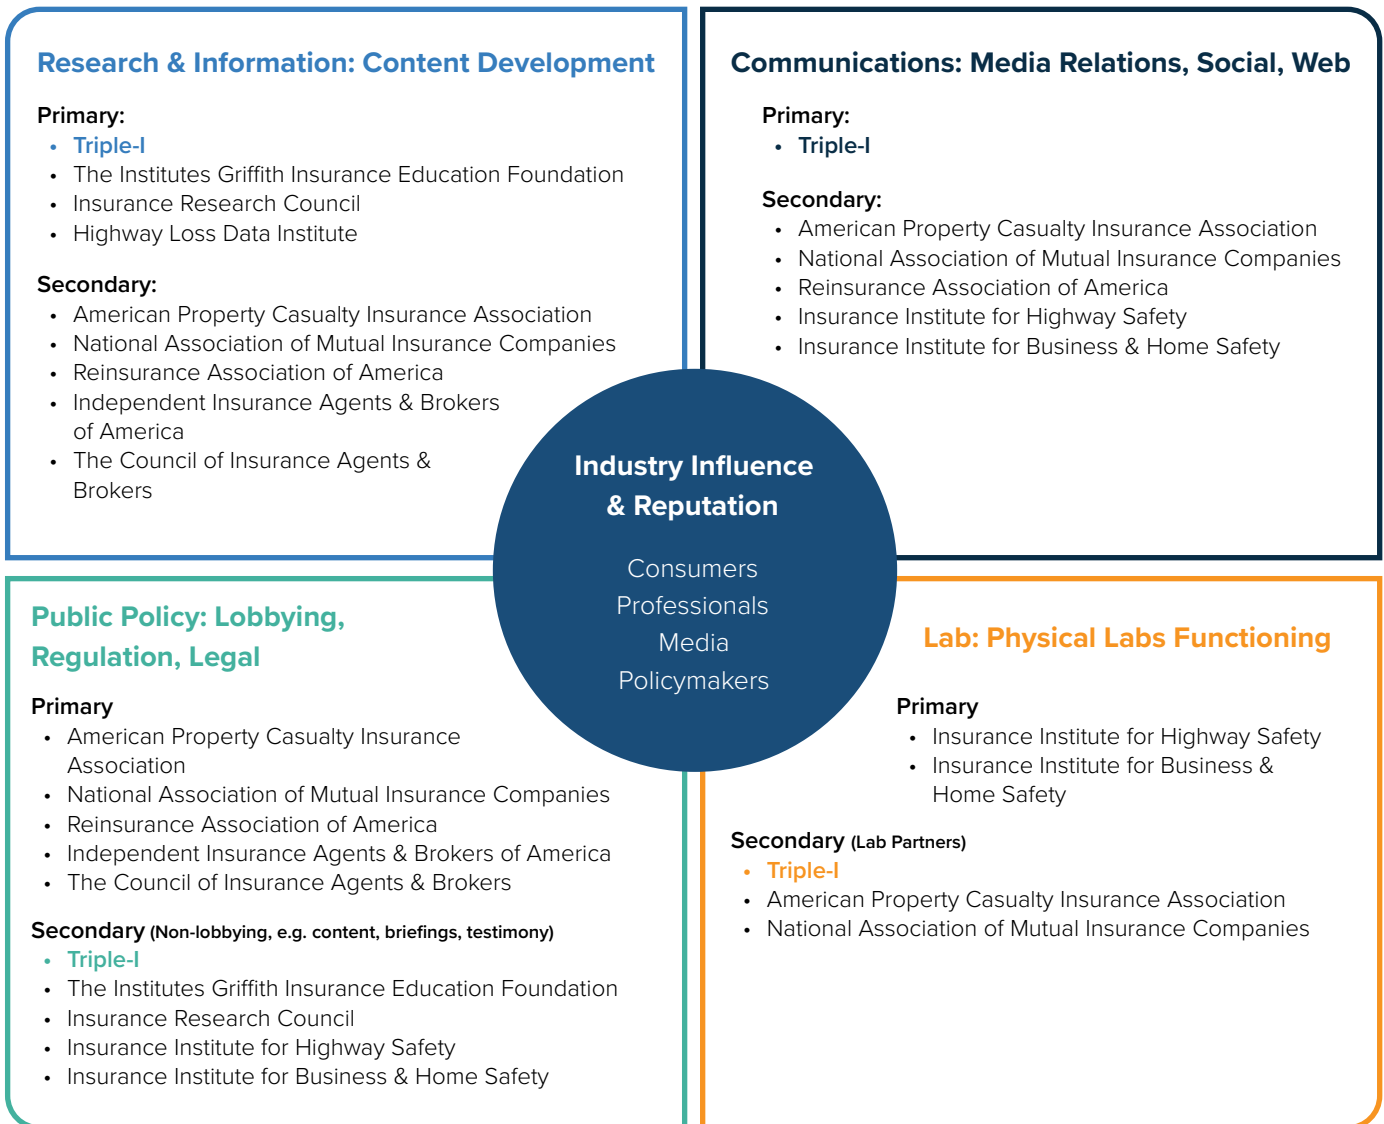 Research & Information: Content Development
Primary:
• Triple-I
• The Institutes Griffith Insurance Education Foundation
• Insurance Research Council
• Highway Loss Data Institute
Secondary:
• American Property Casualty Insurance Association
• National Association of Mutual Insurance Companies
• Reinsurance Association of America
• Independent Insurance Agents & Brokers
of America
• The Council of Insurance Agents &
Brokers
Communications: Media Relations, Social, Web
Primary:
• Triple-I
Secondary:
• American Property Casualty Insurance Association
• National Association of Mutual Insurance Companies
• Reinsurance Association of America
• Insurance Institute for Highway Safety
• Insurance Institute for Business & Home Safety
Industry Influence
& Reputation
Consumers
Professionals
Media
Policymakers
Public Policy: Lobbying,
Regulation, Legal
Primary
• American Property Casualty Insurance
Association
• National Association of Mutual Insurance Companies
• Reinsurance Association of America
• Independent Insurance Agents & Brokers of America
• The Council of Insurance Agents & Brokers
Secondary (Non-lobbying, e.g. content, briefings, testimony)
• Triple-I
• The Institutes Griffith Insurance Education Foundation
• Insurance Research Council
• Insurance Institute for Highway Safety
• Insurance Institute for Business & Home Safety
Lab: Physical Labs Functioning
Primary
• Insurance Institute for Highway Safety
• Insurance Institute for Business &
Home Safety
Secondary (Lab Partners)
• Triple-I
• American Property Casualty Insurance Association
• National Association of Mutual Insurance Companies